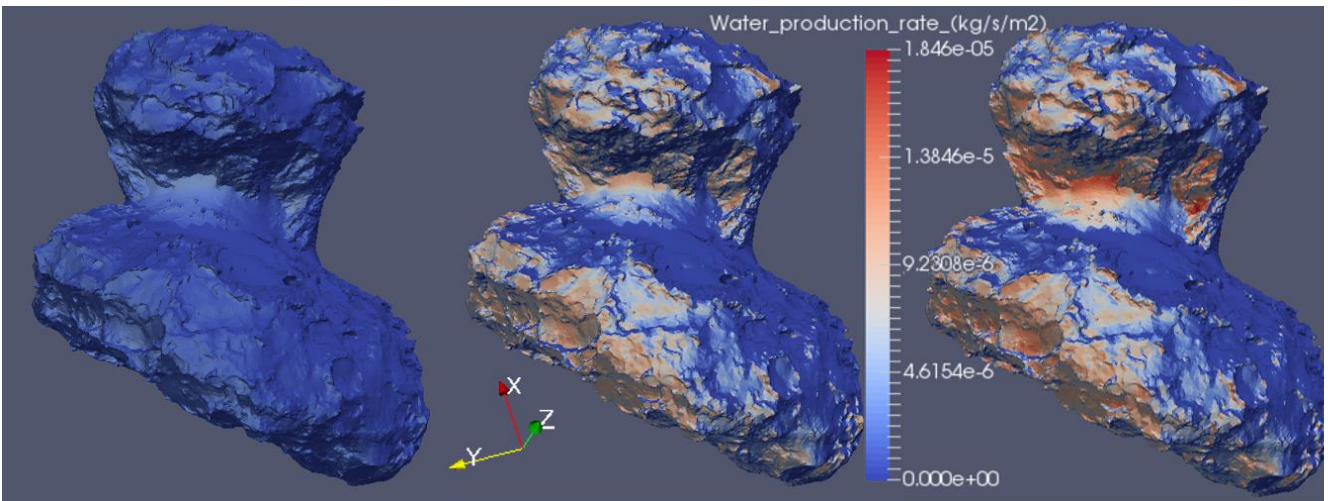 Water_production_rate_(kg/s/m2)
1.846e-05
1.3846e-5
9.2308e-6
4.6154e-6
0.000e+00
X
Z
Y